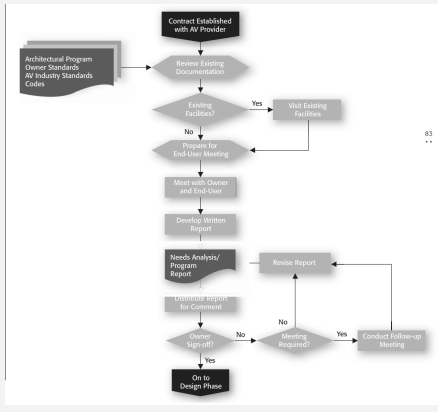 Contract Established
with AV Provider
Architectural Program
Owner Standards
AV Industry Standards
Codes
Review Existing
Documentation
Existing
Facilities?
Yes
Visit Existing
Facilities
No
Prepare for
End-User Meeting
83
Meet with Owner
and End-User
Develop Written
Report
Needs Analysis/
Program
Report
Revise Report
Distribute Report
for Comment
No
Owner
Sign-off?
No
Meeting
Required?
Yes
Conduct Follow-up
Meeting
Yes
On to
Design Phase